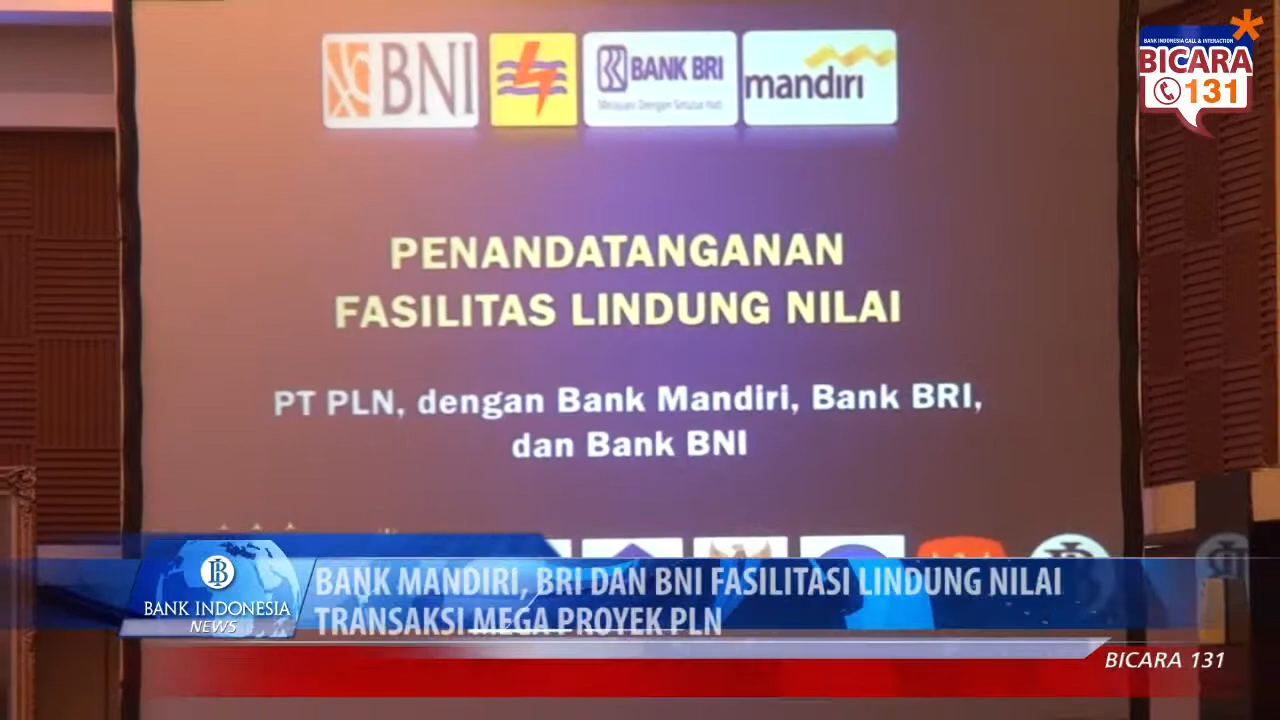 BNI
BANK BRI
Melayani Dengan Setulus Hati
mandiri
BANK INDONESIA CALL & INTERACTION
BICARA
131
PENANDATANGANAN
FASILITAS LINDUNG NILAI
PT PLN, dengan Bank Mandiri, Bank BRI,
dan Bank BNI
BANK INDONESIA
NEWS
BANK MANDIRI, BRI DAN BNI FASILITASI LINDUNG NILAI
TRANSAKSI MEGA PROYEK PLN
BICARA 131